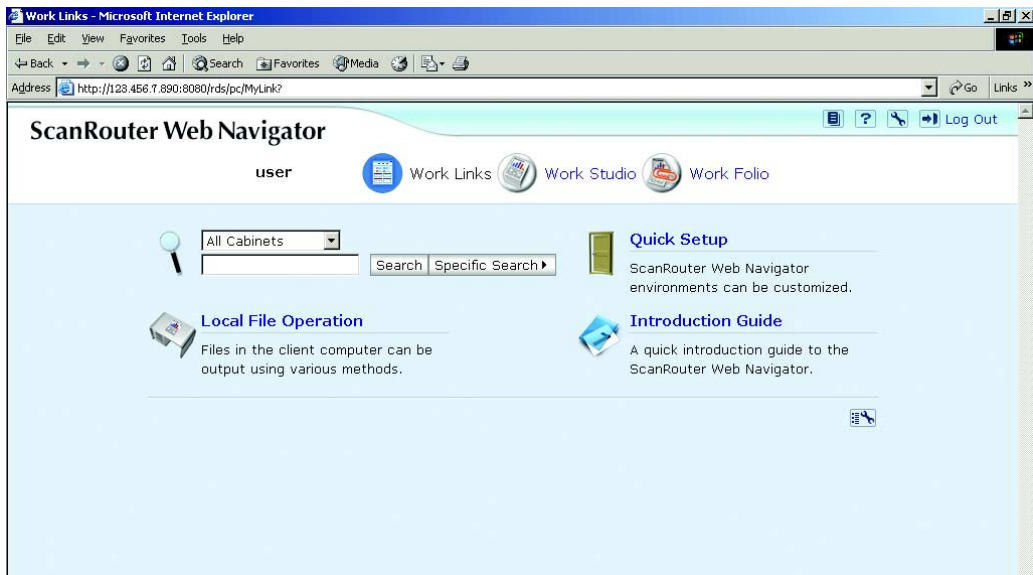 Work Links - Microsoft Internet Explorer
File Edit View Favorites Tools Help
Back Search Favorites Media
Address http://123.456.7.890:8080/rds/pc/MyLink? Go Links »
ScanRouter Web Navigator
? Log Out
user Work Links Work Studio Work Folio
All Cabinets
Search Specific Search
Quick Setup
ScanRouter Web Navigator
environments can be customized.
Local File Operation
Files in the client computer can be
output using various methods.
Introduction Guide
A quick introduction guide to the
ScanRouter Web Navigator.